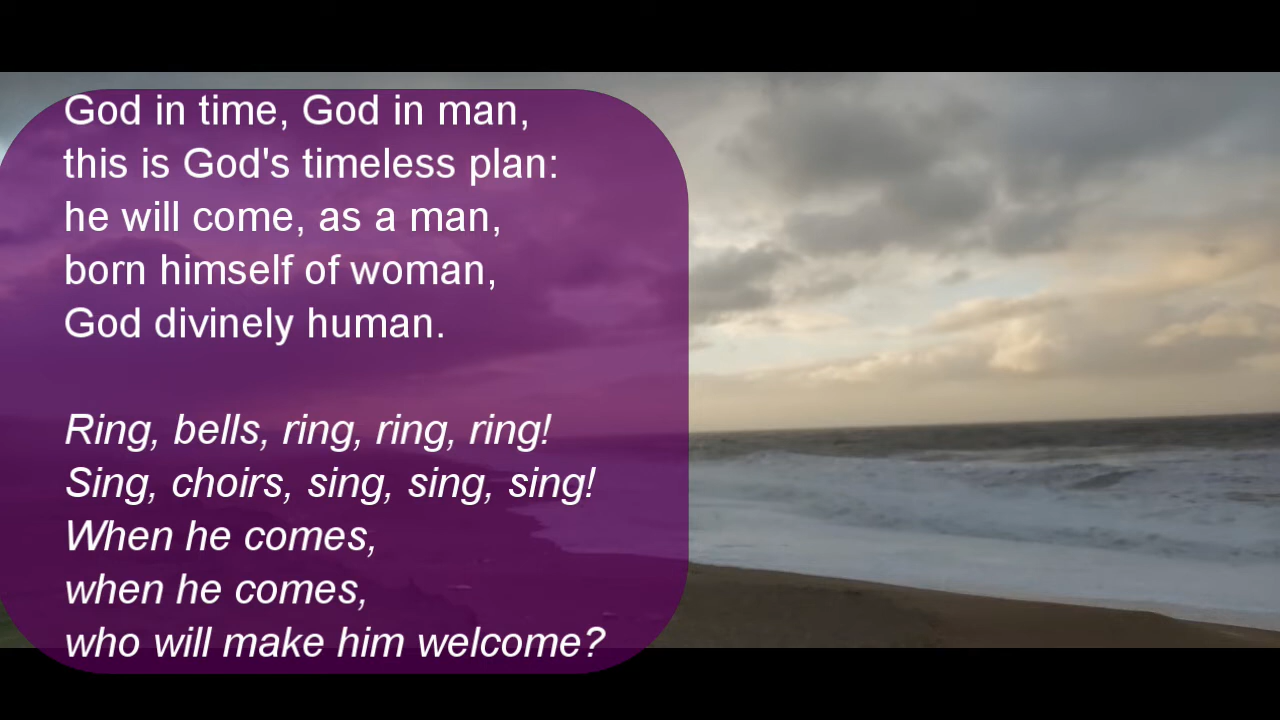 God in time, God in man,
this is God's timeless plan:
he will come, as a man,
born himself of woman,
God divinely human.
Ring, bells, ring, ring, ring!
Sing, choirs, sing, sing, sing!
When he comes,
when he comes,
who will make him welcome?